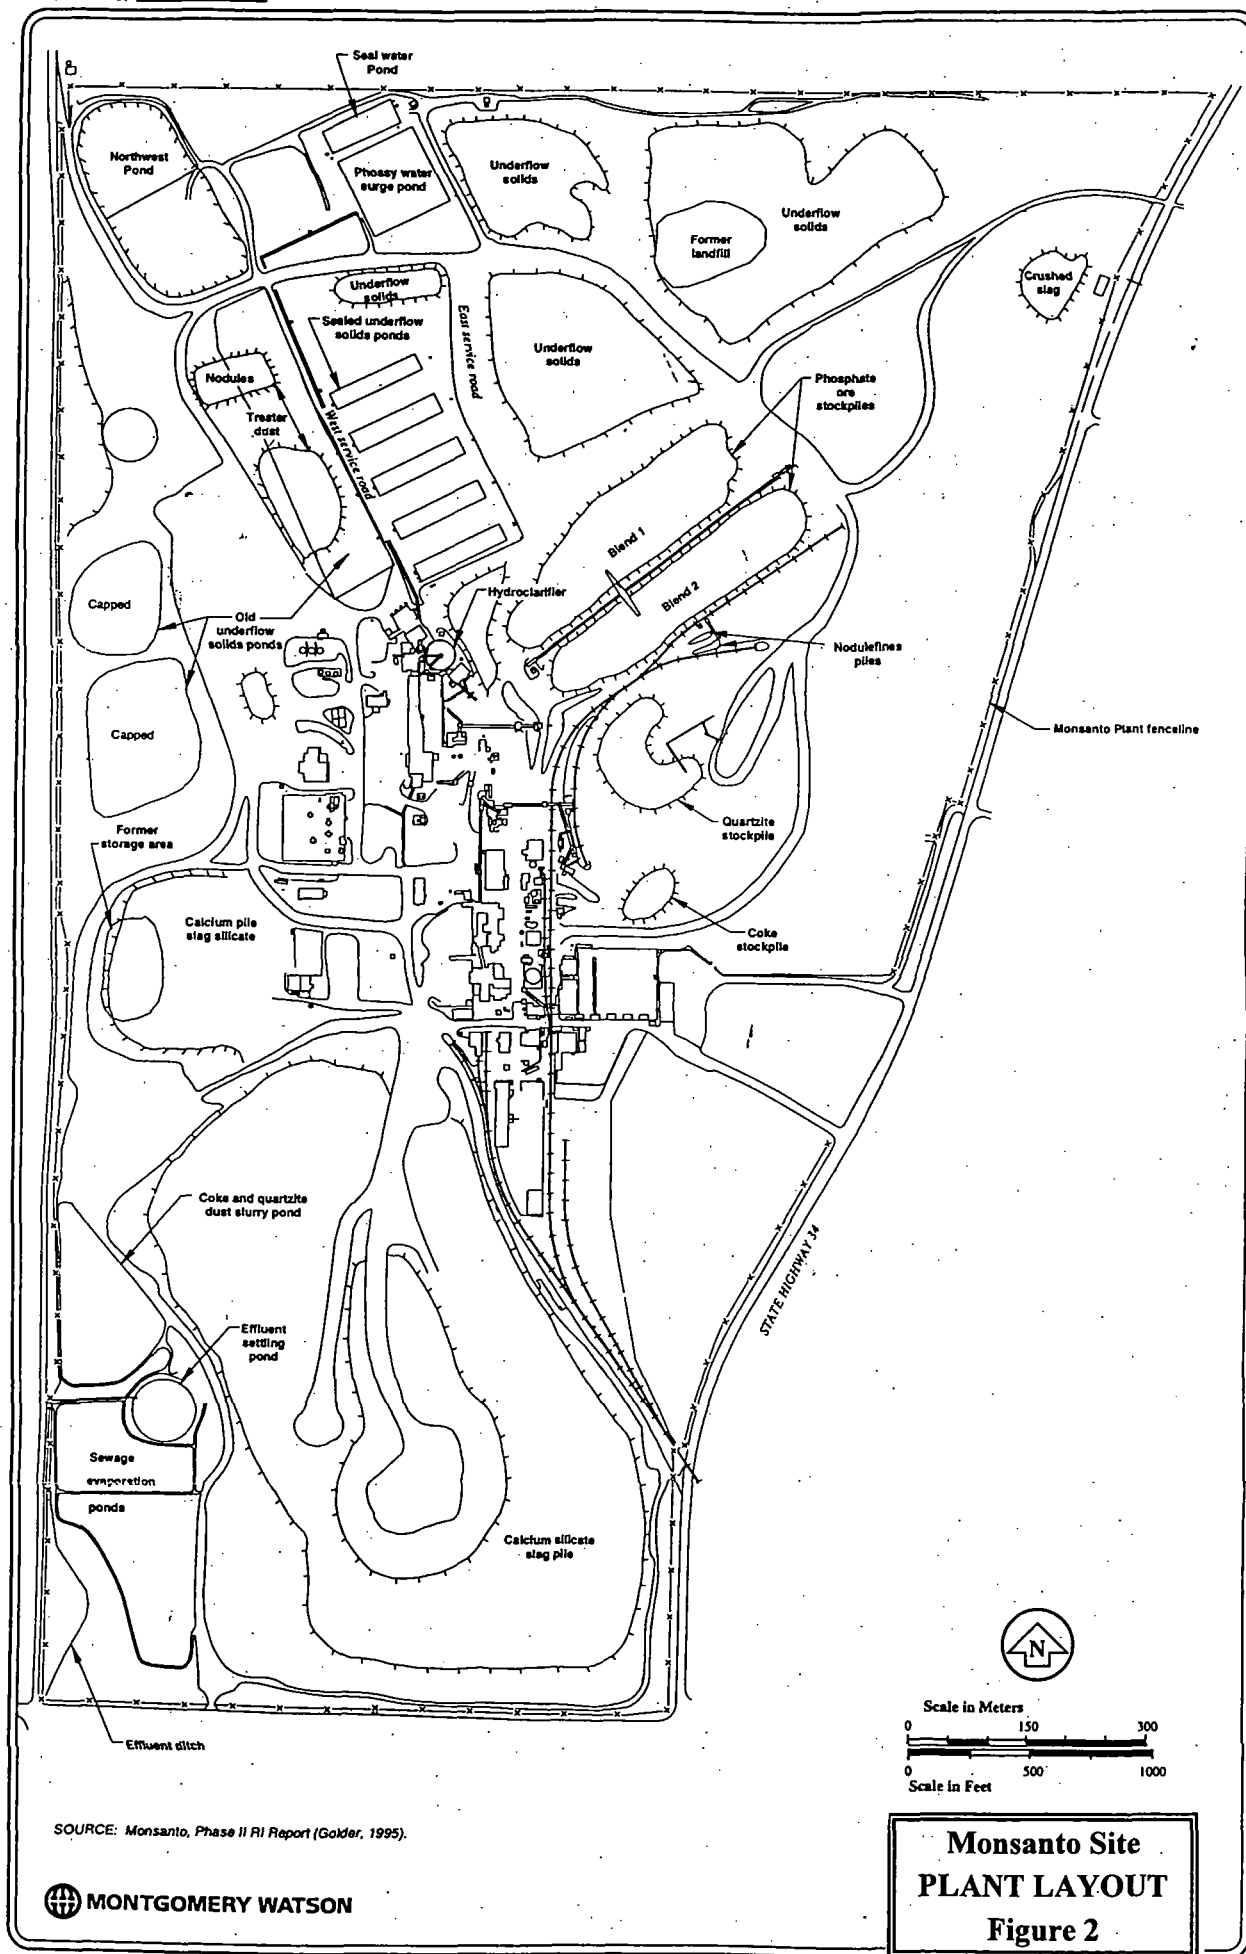 Seal water
Pond
Northwest
Pond
Phossy water
surge pond
Underflow
solids
Underflow
solids
Former
landfill
Crushed
slag
Underflow
solids
Sealed underflow
solids ponds
East service road
Underflow
solids
Nodules
Treater
dust
West service road
Phosphate
ore
stockpiles
Blend 1
Blend 2
Capped
Hydroclarifier
Old
underflow
solids ponds
Nodulefines
piles
Capped
Monsanto Plant fenceline
Former
storage area
Quartzite
stockpile
Calcium pile
slag silicate
Coke
stockpile
Coke and quartzite
dust slurry pond
STATE HIGHWAY 34
Effluent
settling
pond
Sewage
evaporation
ponds
Calcium silicate
slag pile
N
Effluent ditch
Scale in Meters
0 150 300
0 500 1000
Scale in Feet
SOURCE: Monsanto, Phase II RI Report (Golder, 1995).
MONTGOMERY WATSON
Monsanto Site
PLANT LAYOUT
Figure 2